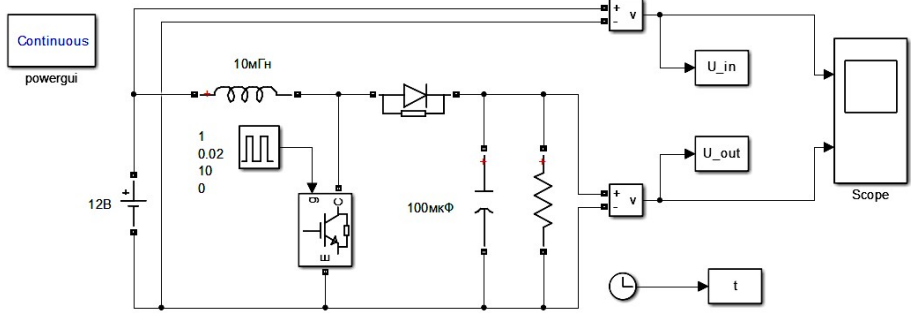 Continuous
powergui
+
-
v
U_in
10мГн
1
0.02
10
0
g
C
E
+
12В
100мкФ
U_out
+
-
v
Scope
t